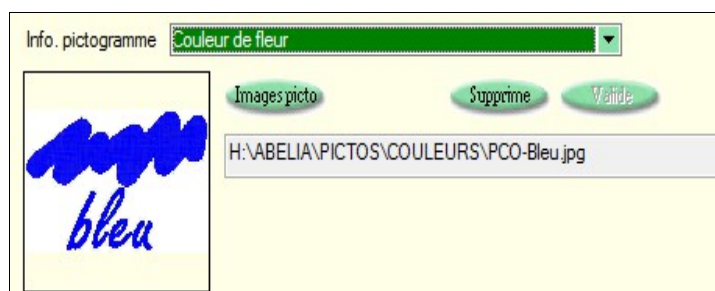 Info. pictogramme Couleur de fleur
Images picto Supprime Valide
H:\ABELIA\PICTOS\COULEURS\PCO-Bleu.jpg
bleu